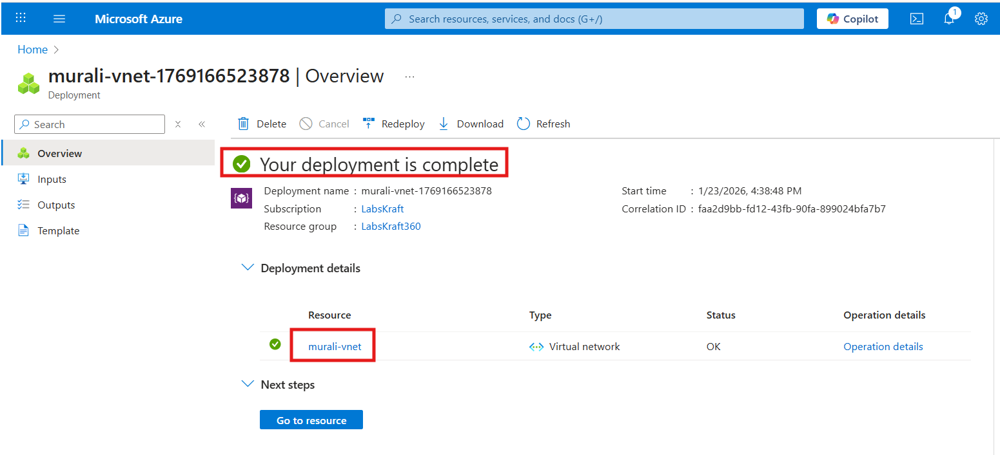 Microsoft Azure
Search resources, services, and docs (G+/)
Copilot
1
Home
murali-vnet-1769166523878 | Overview ...
Deployment
Search
Delete Cancel Redeploy Download Refresh
Overview
Inputs
Outputs
Template
Your deployment is complete
Deployment name : murali-vnet-1769166523878
Subscription : LabsKraft
Resource group : LabsKraft360
Start time : 1/23/2026, 4:38:48 PM
Correlation ID : faa2d9bb-fd12-43fb-90fa-899024bfa7b7
Deployment details
Resource Type Status Operation details
murali-vnet Virtual network OK Operation details
Next steps
Go to resource